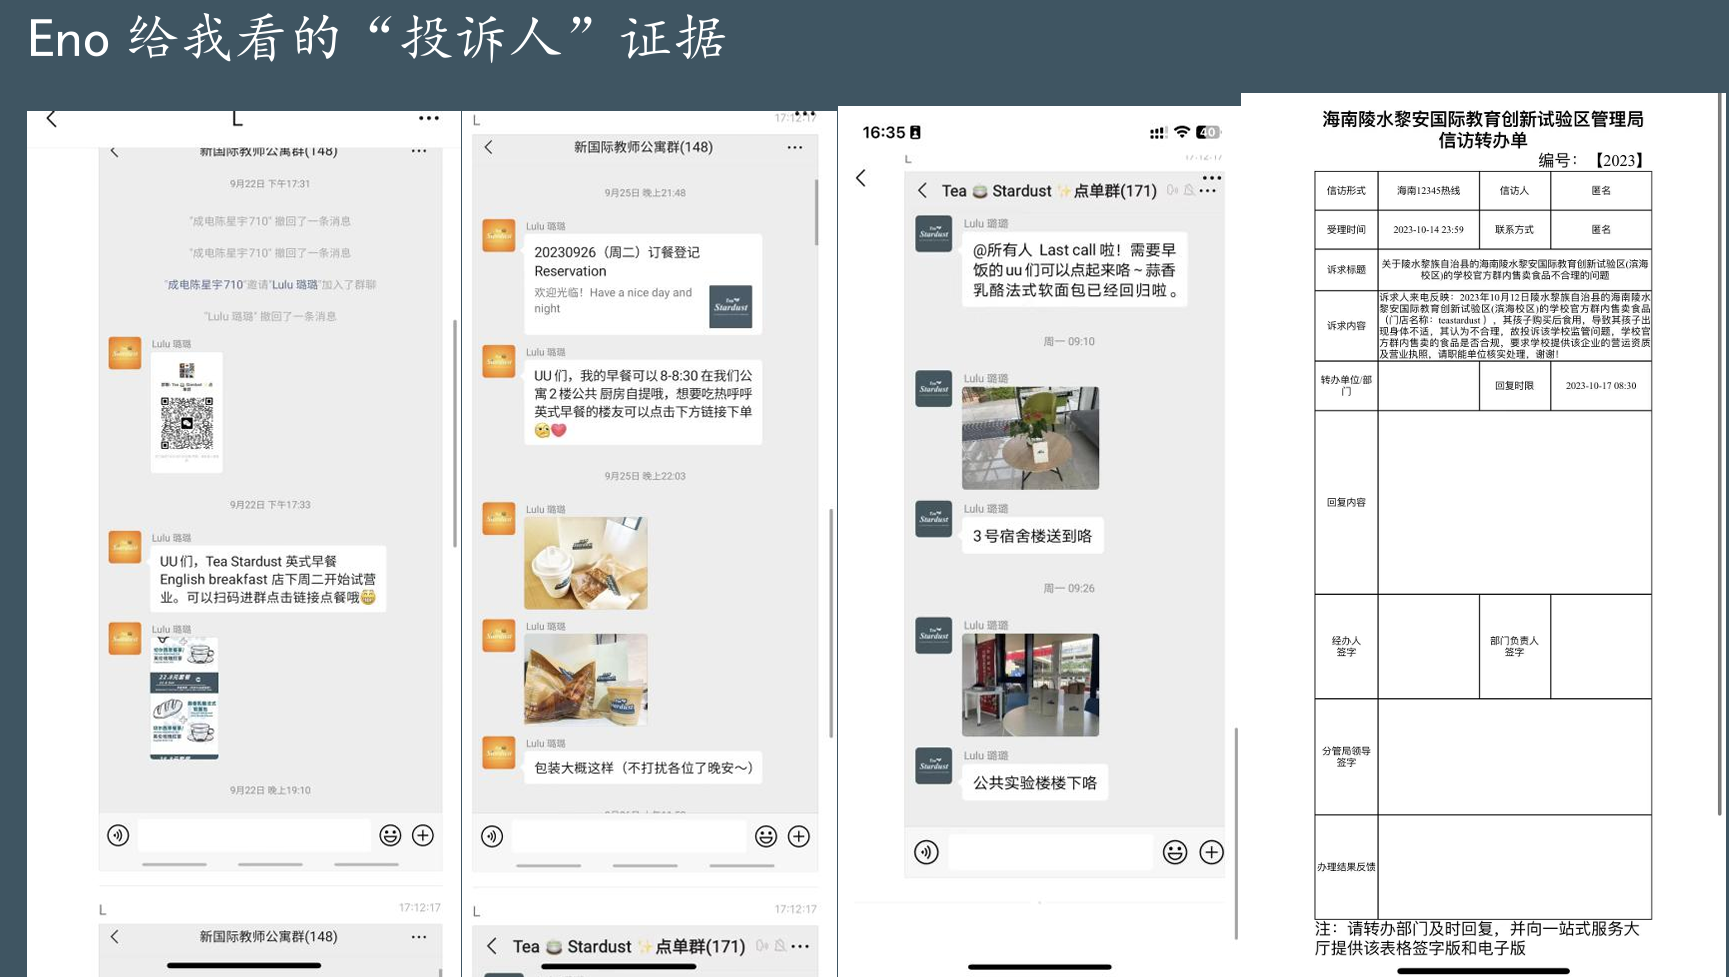 Eno 给我看的“投诉人”证据
L
新国际教师公寓群(148)
9月22日 下午17:31
"成电陈星宇710" 撤回了一条消息
"成电陈星宇710" 撤回了一条消息
"成电陈星宇710"邀请"Lulu 璐璐"加入了群聊
"Lulu 璐璐" 撤回了一条消息
Lulu 璐璐
9月22日 下午17:33
Lulu 璐璐
UU们，Tea Stardust 英式早餐
English breakfast 店下周二开始试营
业。可以扫码进群点击链接点餐哦😁
Lulu 璐璐
9月22日 晚上19:10
L
17:12:17
新国际教师公寓群(148)
L
17:12:17
新国际教师公寓群(148)
9月25日 晚上21:48
Lulu 璐璐
20230926（周二）订餐登记
Reservation
欢迎光临！Have a nice day and
night
Tea
Stardust
Lulu 璐璐
UU们，我的早餐可以8-8:30在我们公
寓2楼公共 厨房自提哦，想要吃热呼呼
英式早餐的楼友可以点击下方链接下单
🧐❤️
9月25日 晚上22:03
Lulu 璐璐
Lulu 璐璐
Lulu 璐璐
包装大概这样（不打扰各位了晚安～）
L
17:12:17
Tea 🍵 Stardust ✨点单群(171)
16:35
40
L
17:12:17
Tea 🍵 Stardust ✨点单群(171)
Lulu 璐璐
@所有人 Last call 啦！需要早
饭的uu们可以点起来咯～蒜香
乳酪法式软面包已经回归啦。
周一 09:10
Lulu 璐璐
Lulu 璐璐
3号宿舍楼送到咯
周一 09:26
Lulu 璐璐
Lulu 璐璐
公共实验楼楼下咯
海南陵水黎安国际教育创新试验区管理局
信访转办单
编号：【2023】
信访形式 海南12345热线 信访人 匿名
受理时间 2023-10-14 23:59 联系方式 匿名
诉求标题 关于陵水黎族自治县的海南陵水黎安国际教育创新试验区(滨海
校区)的学校官方群内售卖食品不合理的问题
诉求内容 诉求人来电反映：2023年10月12日陵水黎族自治县的海南陵水
黎安国际教育创新试验区(滨海校区)的学校官方群内售卖食品
（门店名称：teastardust），其孩子购买后食用，导致其孩子出
现身体不适，其认为不合理，故投诉该学校监管问题，学校官
方群内售卖的食品是否合规，要求学校提供该企业的营运资质
及营业执照，请职能单位核实处理，谢谢！
转办单位/部
门
回复时限 2023-10-17 08:30
回复内容
经办人
签字
部门负责人
签字
分管局领导
签字
办理结果反馈
注：请转办部门及时回复，并向一站式服务大
厅提供该表格签字版和电子版